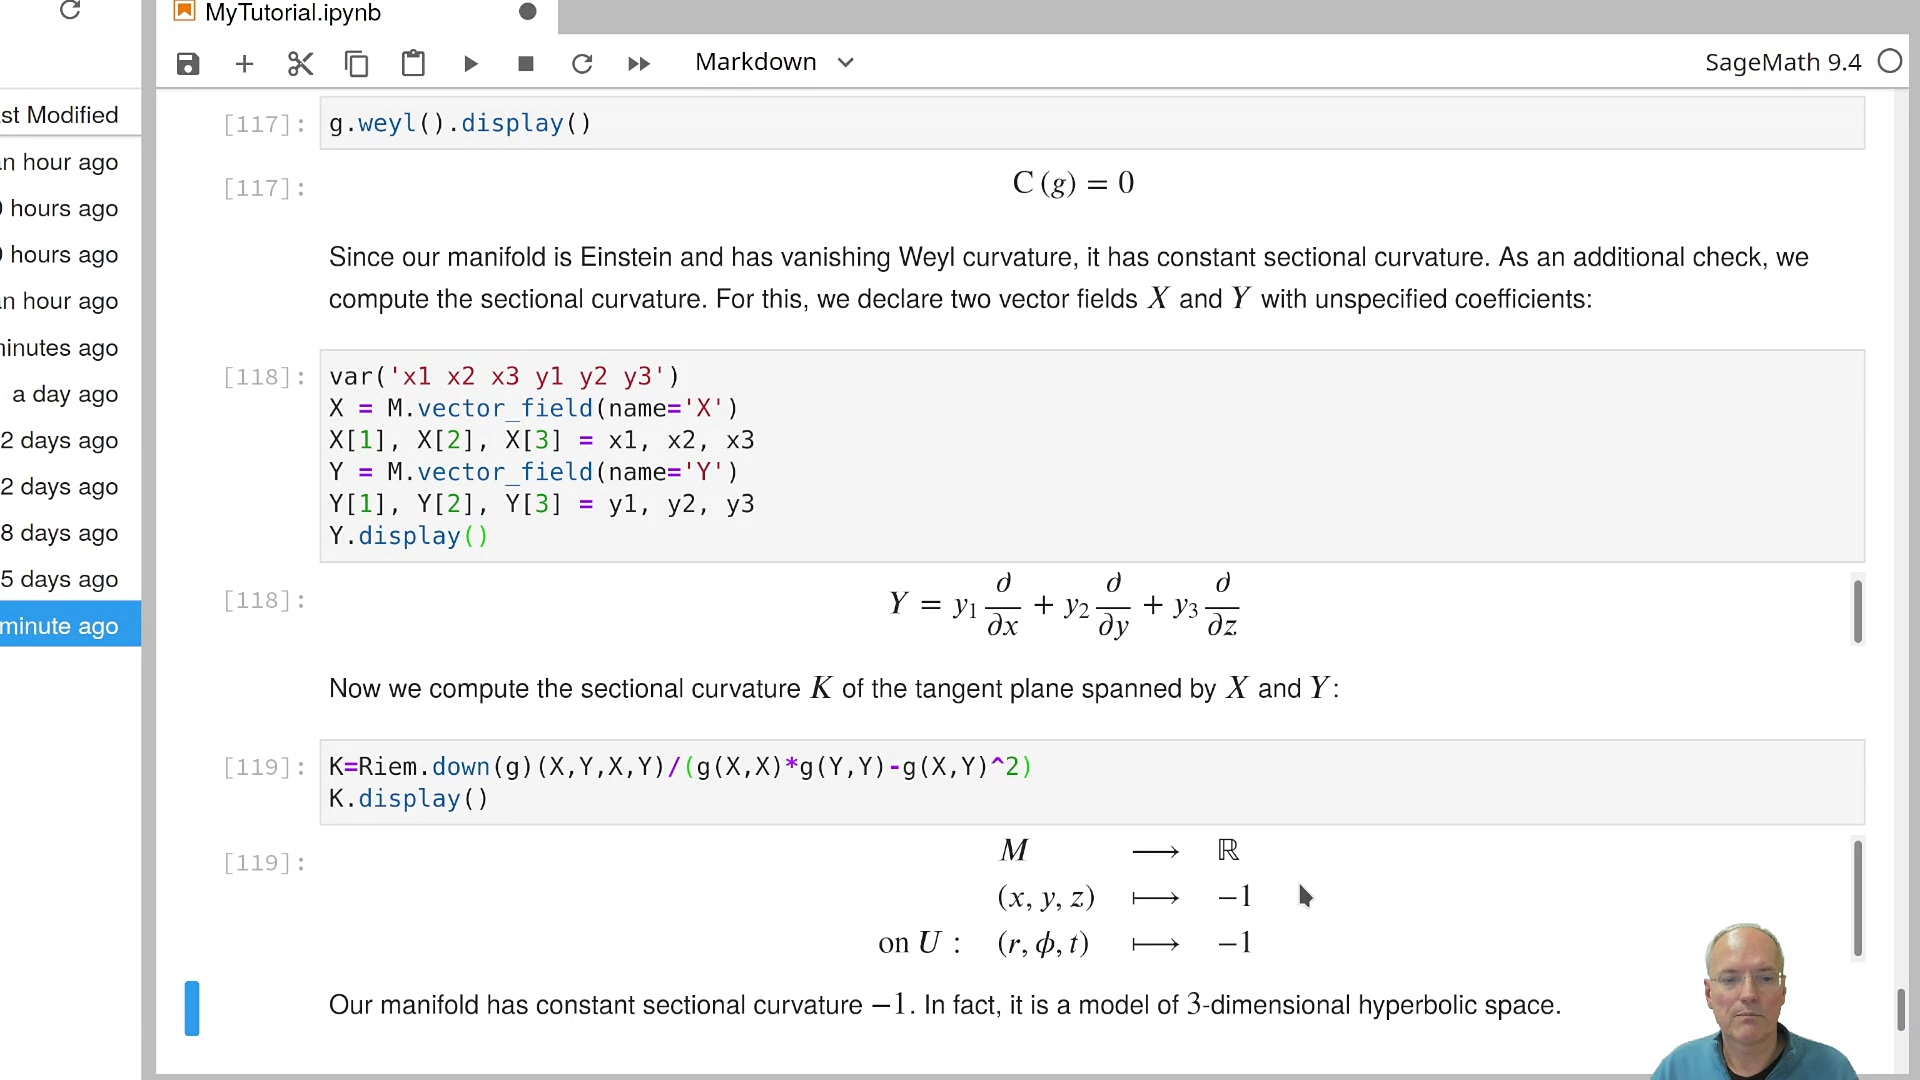 MyTutorial.ipynb
Markdown
SageMath 9.4
st Modified
n hour ago
hours ago
hours ago
n hour ago
minutes ago
a day ago
2 days ago
2 days ago
8 days ago
5 days ago
minute ago
[117]: g.weyl().display()
[117]: C (g) = 0
Since our manifold is Einstein and has vanishing Weyl curvature, it has constant sectional curvature. As an additional check, we
compute the sectional curvature. For this, we declare two vector fields X and Y with unspecified coefficients:
[118]: var('x1 x2 x3 y1 y2 y3')
X = M.vector_field(name='X')
X[1], X[2], X[3] = x1, x2, x3
Y = M.vector_field(name='Y')
Y[1], Y[2], Y[3] = y1, y2, y3
Y.display()
[118]: Y = y₁ ∂/∂x + y₂ ∂/∂y + y₃ ∂/∂z
Now we compute the sectional curvature K of the tangent plane spanned by X and Y:
[119]: K=Riem.down(g)(X,Y,X,Y)/(g(X,X)*g(Y,Y)-g(X,Y)^2)
K.display()
[119]: M ⟶ ℝ
(x, y, z) ⟼ −1
on U : (r, ϕ, t) ⟼ −1
Our manifold has constant sectional curvature −1. In fact, it is a model of 3-dimensional hyperbolic space.